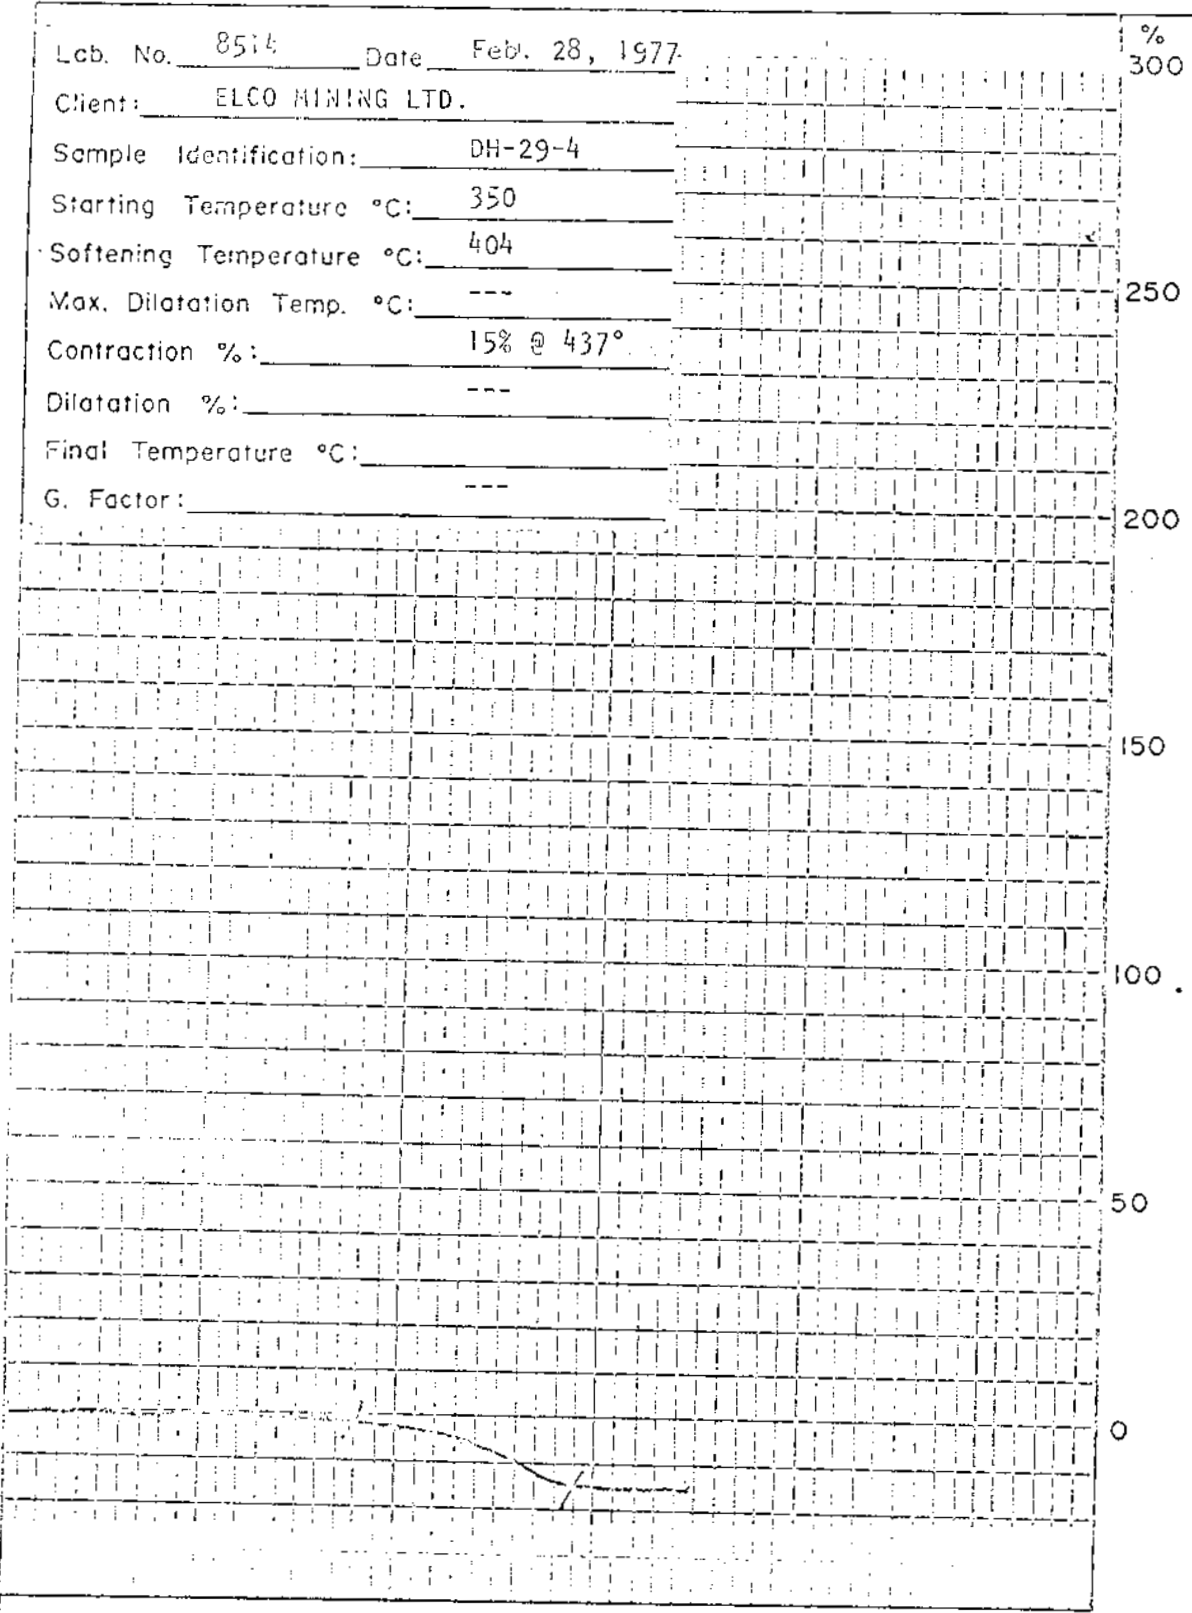 Lab. No. 8514 Date Feb. 28, 1977
Client: ELCO MINING LTD.
Sample Identification: DH-29-4
Starting Temperature °C: 350
Softening Temperature °C: 404
Max. Dilatation Temp. °C: ---
Contraction %: 15% @ 437°
Dilatation %: ---
Final Temperature °C:
G. Factor: ---
%
300
250
200
150
100
50
0